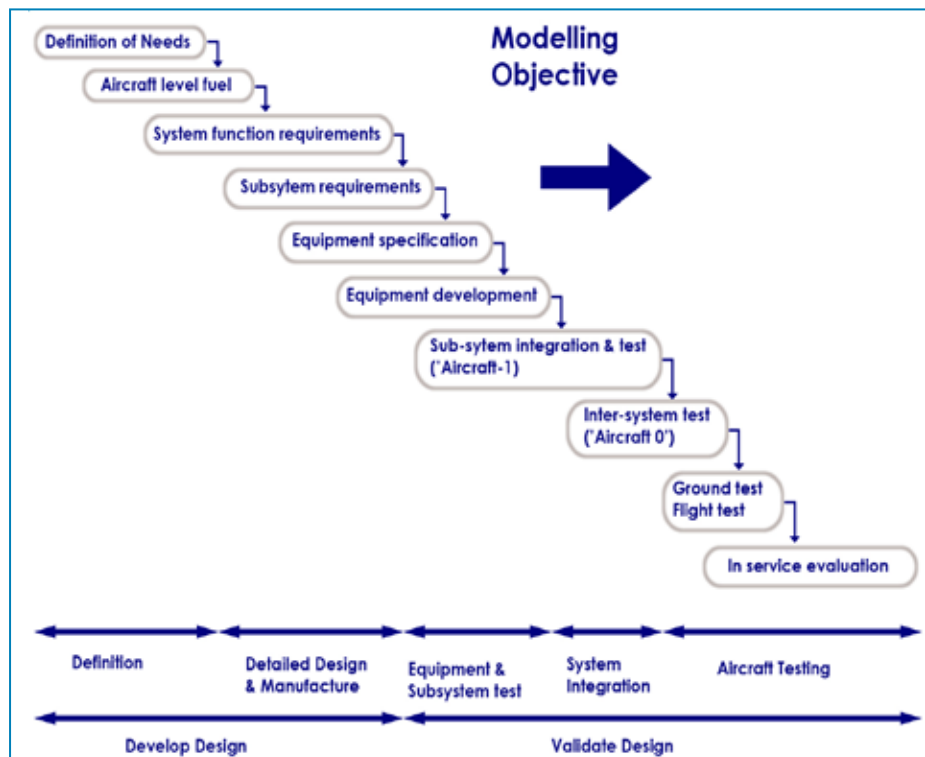 Modelling
Objective
Definition of Needs
Aircraft level fuel
System function requirements
Subsytem requirements
Equipment specification
Equipment development
Sub-sytem integration & test
("Aircraft-1)
Inter-system test
("Aircraft 0")
Ground test
Flight test
In service evaluation
Definition
Detailed Design
& Manufacture
Equipment &
Subsystem test
System
Integration
Aircraft Testing
Develop Design
Validate Design